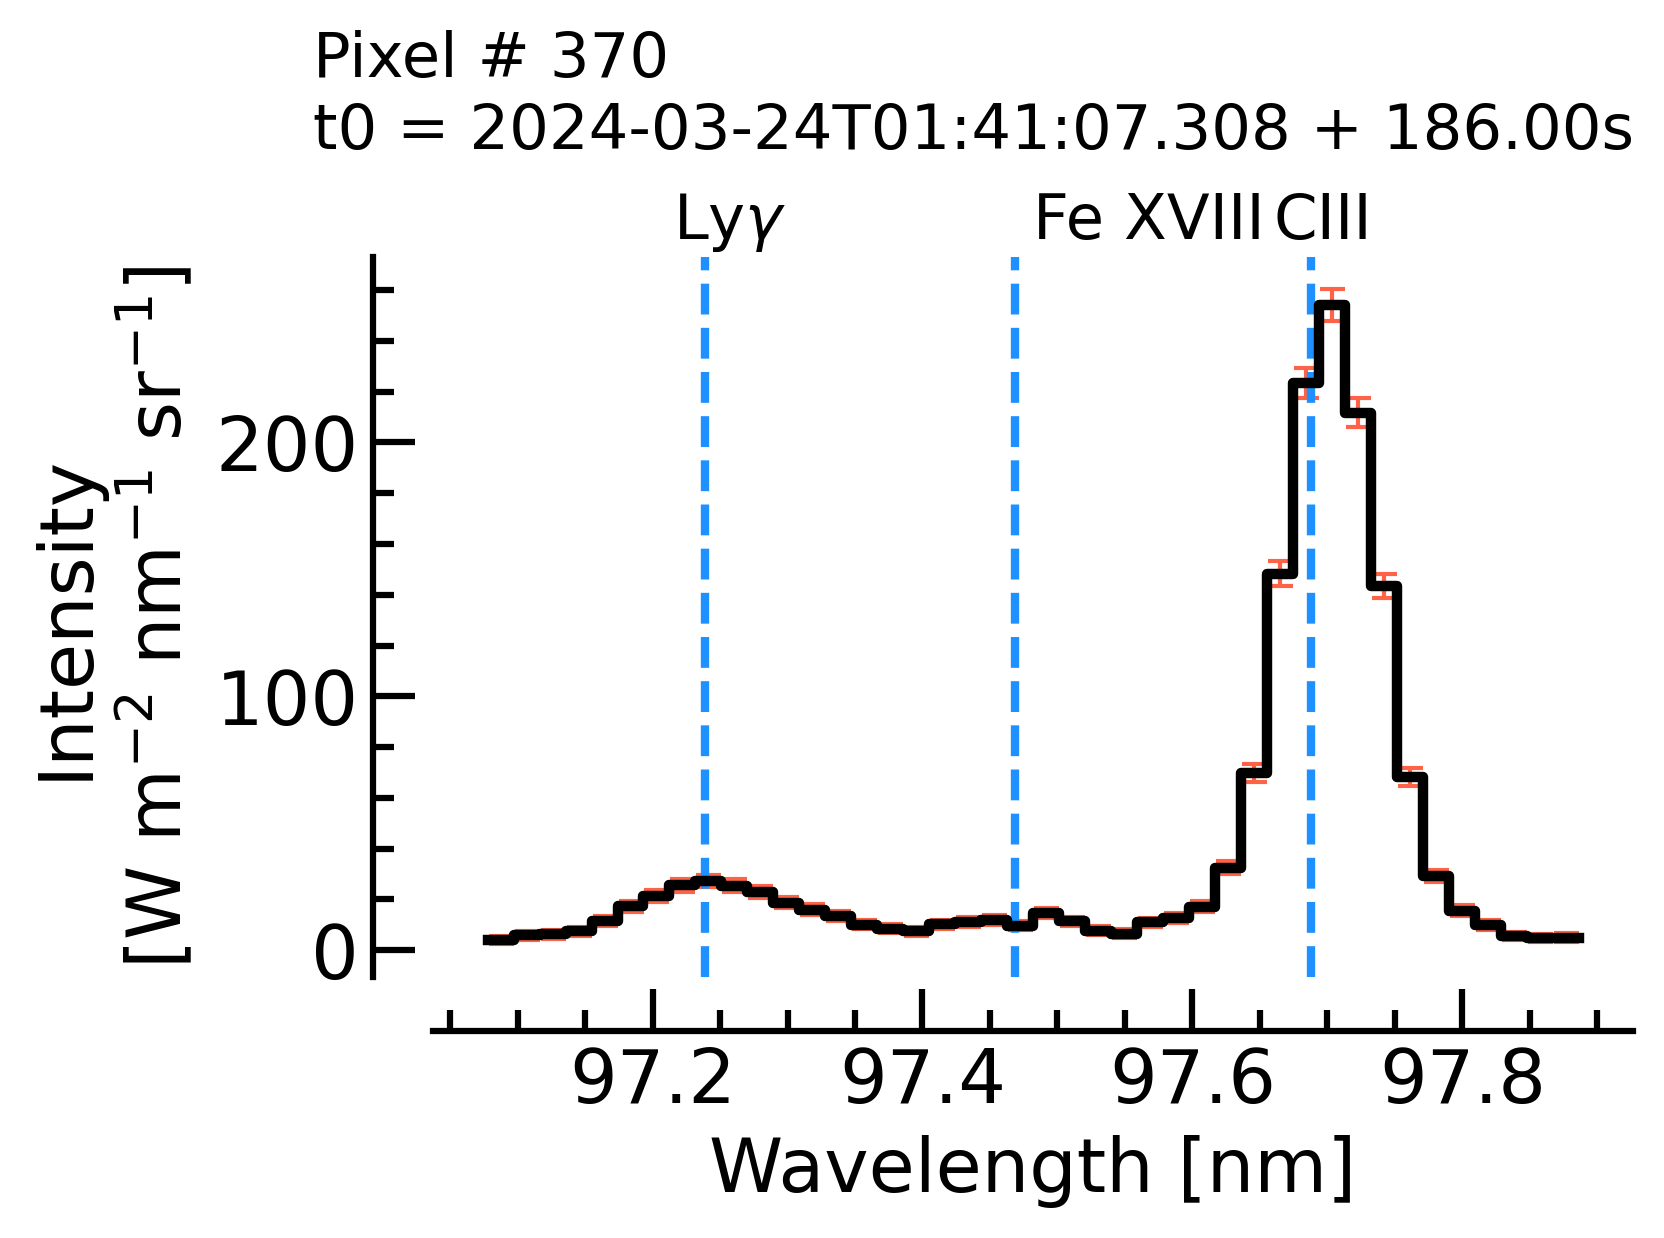 Pixel # 370
t0 = 2024-03-24T01:41:07.308 + 186.00s
Lyγ Fe XVIII CIII
Intensity
[W m⁻² nm⁻¹ sr⁻¹]
200
100
0
97.2 97.4 97.6 97.8
Wavelength [nm]